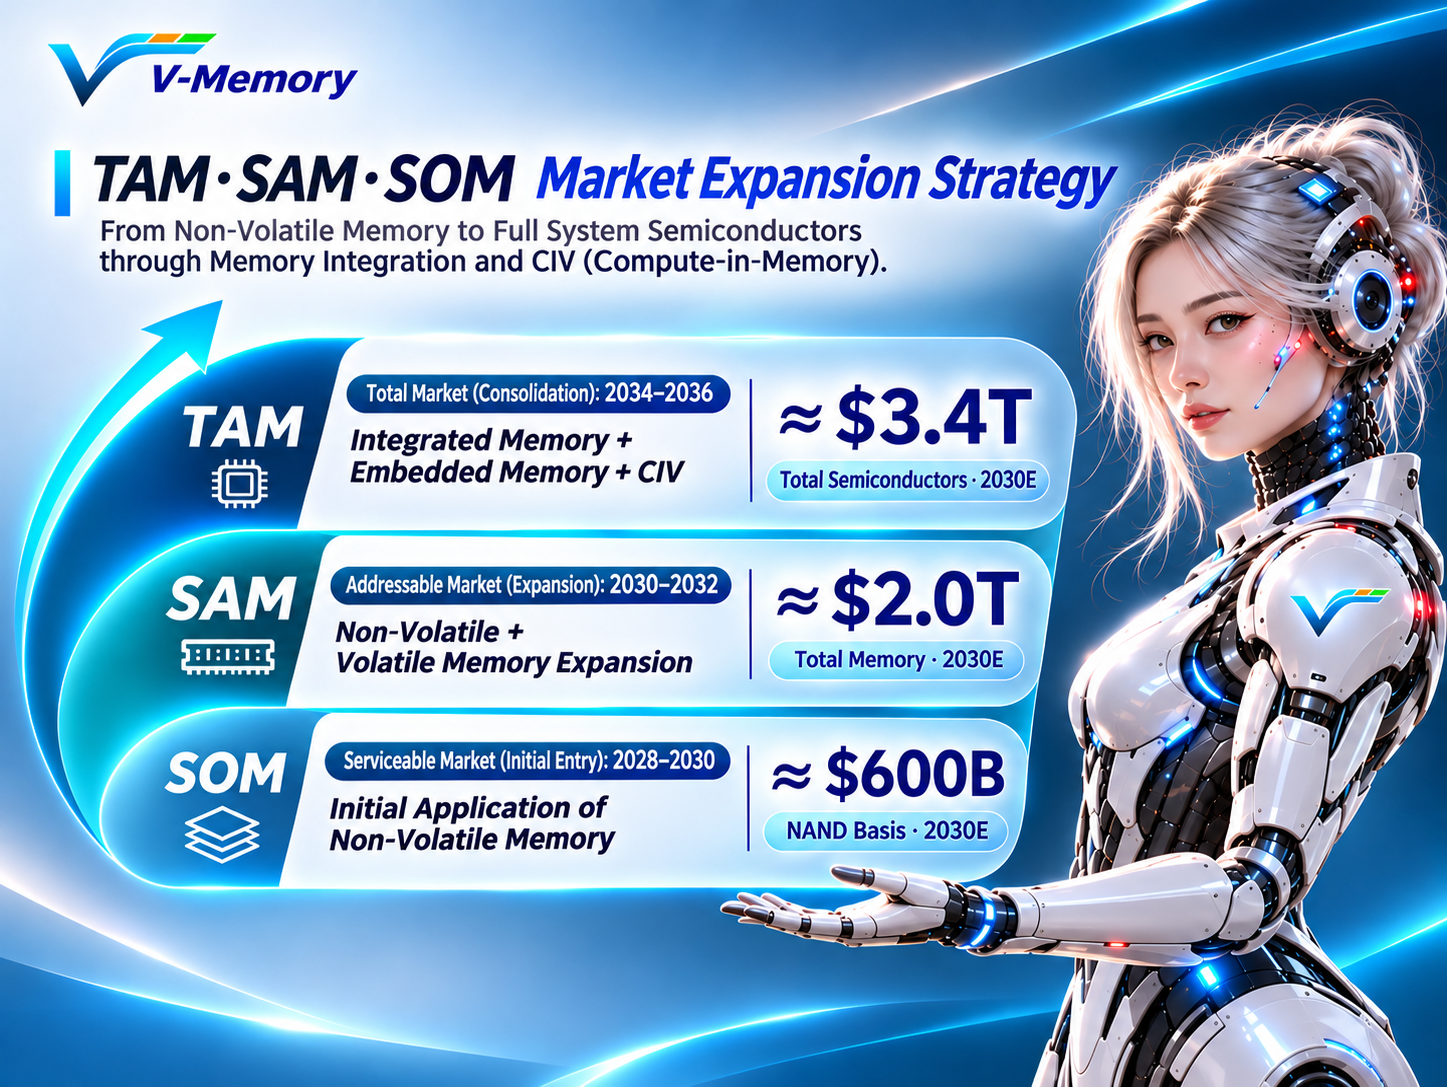 V-Memory
TAM·SAM·SOM Market Expansion Strategy
From Non-Volatile Memory to Full System Semiconductors
through Memory Integration and CIV (Compute-in-Memory).
TAM
Total Market (Consolidation): 2034–2036
Integrated Memory +
Embedded Memory + CIV
≈ $3.4T
Total Semiconductors · 2030E
SAM
Addressable Market (Expansion): 2030–2032
Non-Volatile +
Volatile Memory Expansion
≈ $2.0T
Total Memory · 2030E
SOM
Serviceable Market (Initial Entry): 2028–2030
Initial Application of
Non-Volatile Memory
≈ $600B
NAND Basis · 2030E